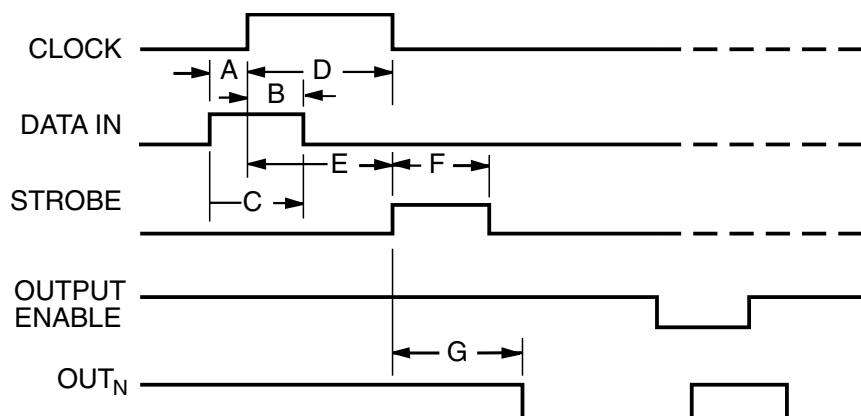 CLOCK
A D
B
DATA IN
E F
C
STROBE
OUTPUT
ENABLE
G
OUTN